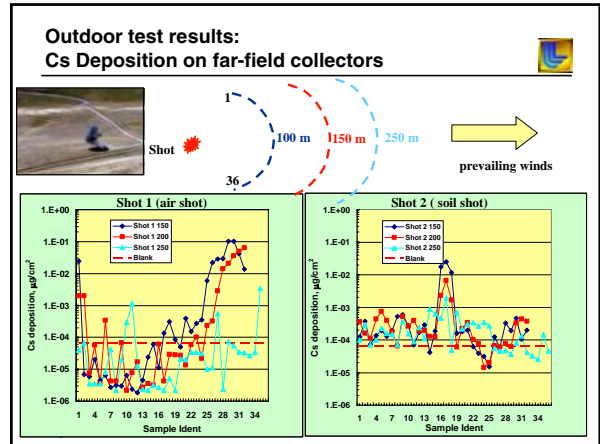 Outdoor test results:
Cs Deposition on far-field collectors
1
100 m
150 m
250 m
Shot
36
prevailing winds
Shot 1 (air shot)
1.E+00
1.E-01
1.E-02
1.E-03
1.E-04
1.E-05
1.E-06
Cs deposition, µg/cm2
Shot 1 150
Shot 1 200
Shot 1 250
Blank
1 4 7 10 13 16 19 22 25 28 31 34
Sample Ident
Shot 2 ( soil shot)
1.E+00
1.E-01
1.E-02
1.E-03
1.E-04
1.E-05
1.E-06
Cs deposition, µg/cm2
Shot 2 150
Shot 2 200
Shot 2 250
Blank
1 4 7 10 13 16 19 22 25 28 31 34
Sample Ident